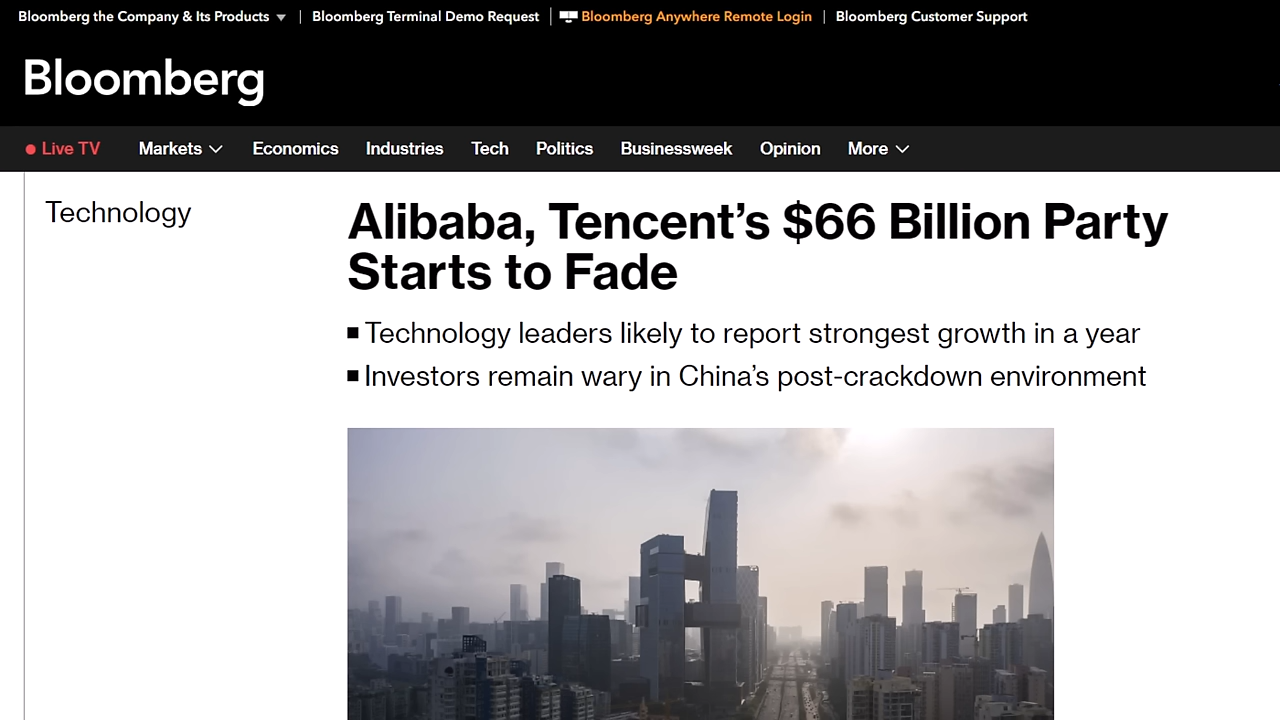 Bloomberg the Company & Its Products | Bloomberg Terminal Demo Request | Bloomberg Anywhere Remote Login | Bloomberg Customer Support
Bloomberg
Live TV Markets Economics Industries Tech Politics Businessweek Opinion More
Technology
Alibaba, Tencent’s $66 Billion Party
Starts to Fade
Technology leaders likely to report strongest growth in a year
Investors remain wary in China’s post-crackdown environment